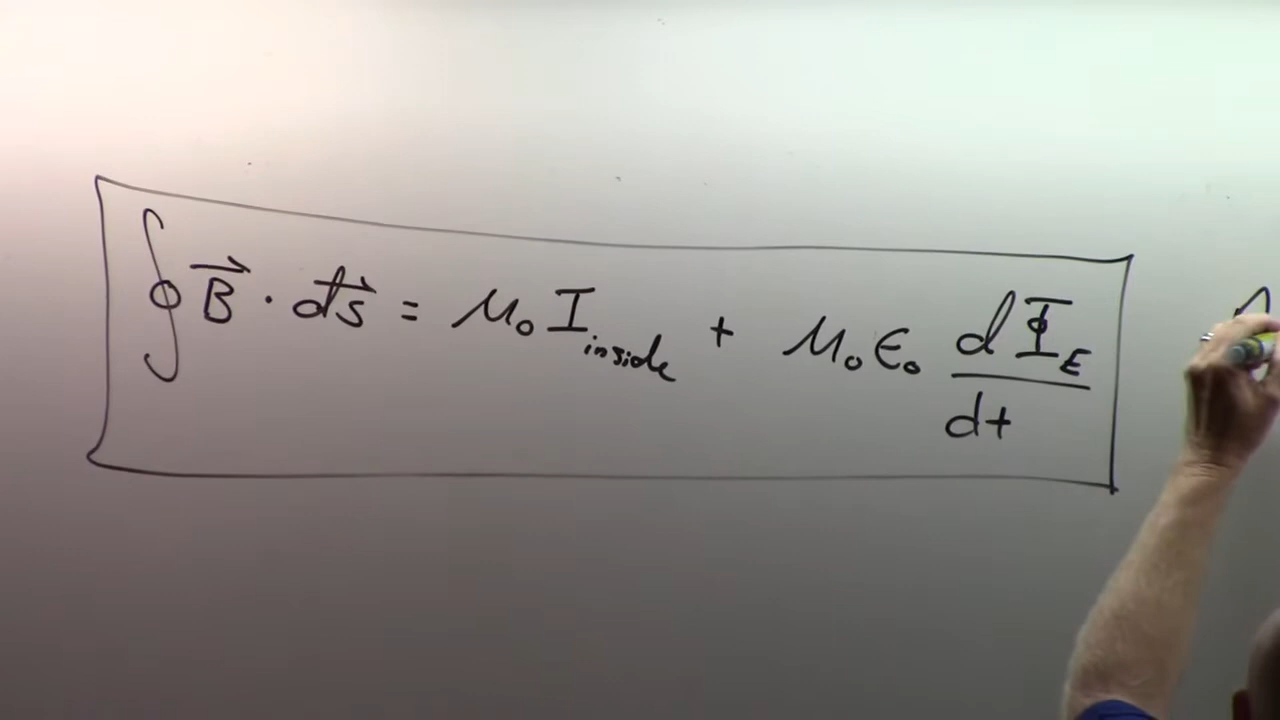 ∮ B⃗ · ds⃗ = μ₀ I_inside + μ₀ ε₀ dΦ_E / dt